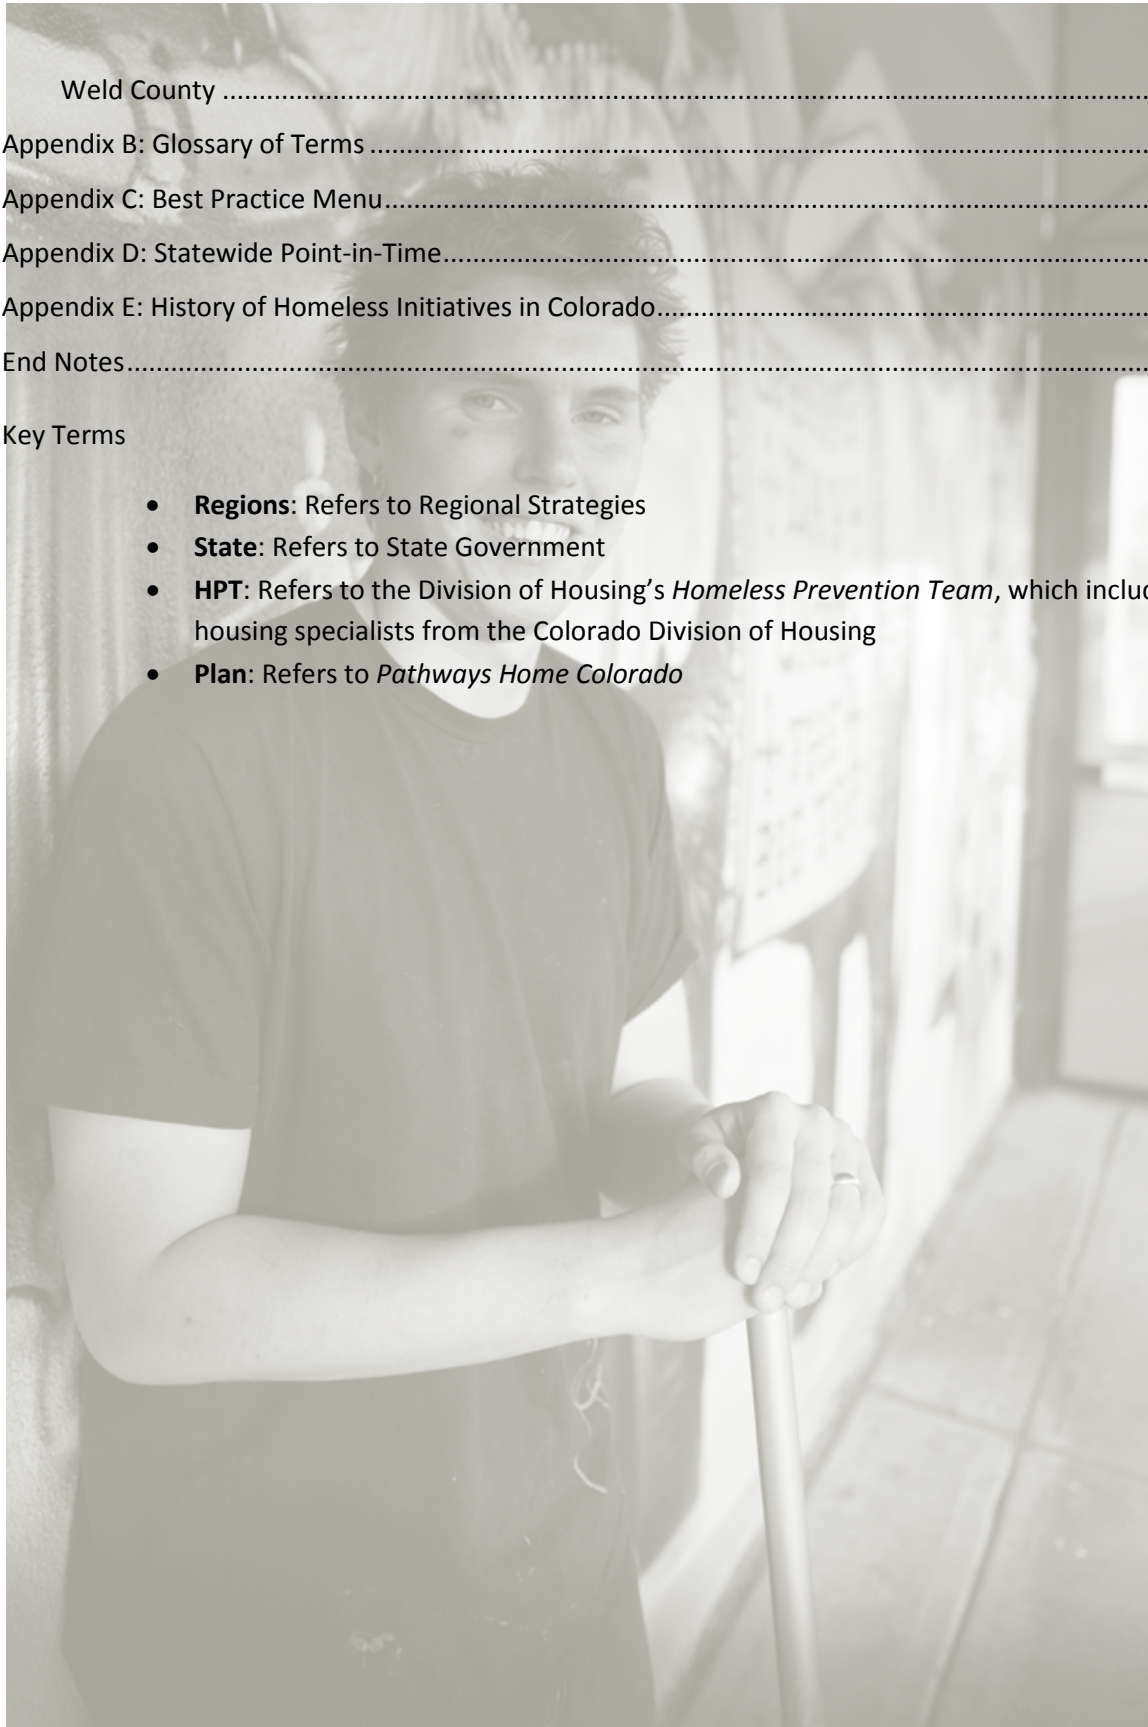 Weld County ........................................................................................................
Appendix B: Glossary of Terms ........................................................................................................
Appendix C: Best Practice Menu........................................................................................................
Appendix D: Statewide Point-in-Time........................................................................................................
Appendix E: History of Homeless Initiatives in Colorado........................................................................
End Notes........................................................................................................................
Key Terms
• Regions: Refers to Regional Strategies
• State: Refers to State Government
• HPT: Refers to the Division of Housing’s Homeless Prevention Team, which
housing specialists from the Colorado Division of Housing
• Plan: Refers to Pathways Home Colorado